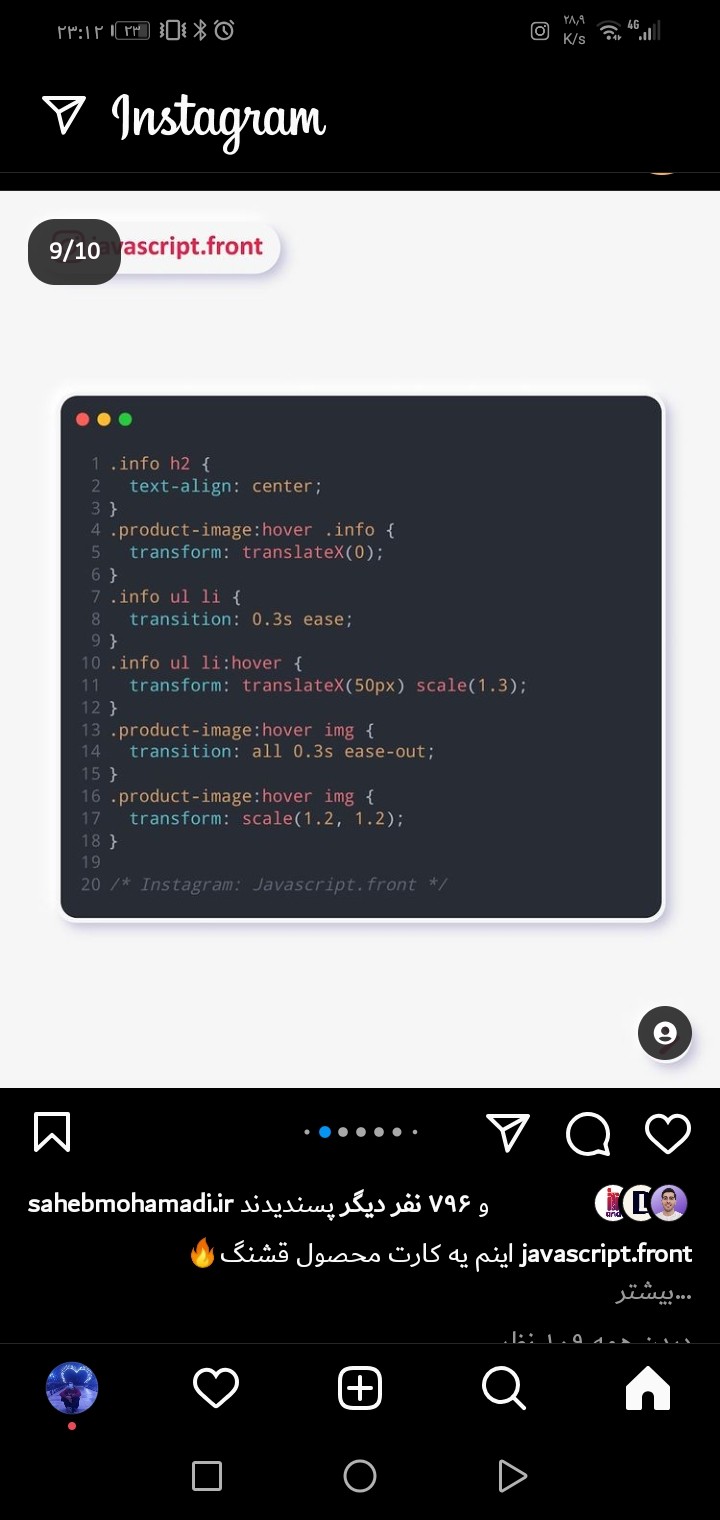 ۲۳:۱۲
۲۳
۲۸٫۹
K/s
4G
Instagram
9/10
avascript.front
1 .info h2 {
2   text-align: center;
3 }
4 .product-image:hover .info {
5   transform: translateX(0);
6 }
7 .info ul li {
8   transition: 0.3s ease;
9 }
10 .info ul li:hover {
11   transform: translateX(50px) scale(1.3);
12 }
13 .product-image:hover img {
14   transition: all 0.3s ease-out;
15 }
16 .product-image:hover img {
17   transform: scale(1.2, 1.2);
18 }
19
20 /* Instagram: Javascript.front */
sahebmohamadi.ir و ۷۹۶ نفر دیگر پسندیدند
javascript.front اینم یه کارت محصول قشنگ🔥
...بیشتر
دیدن همه ۱۰۹ نظر